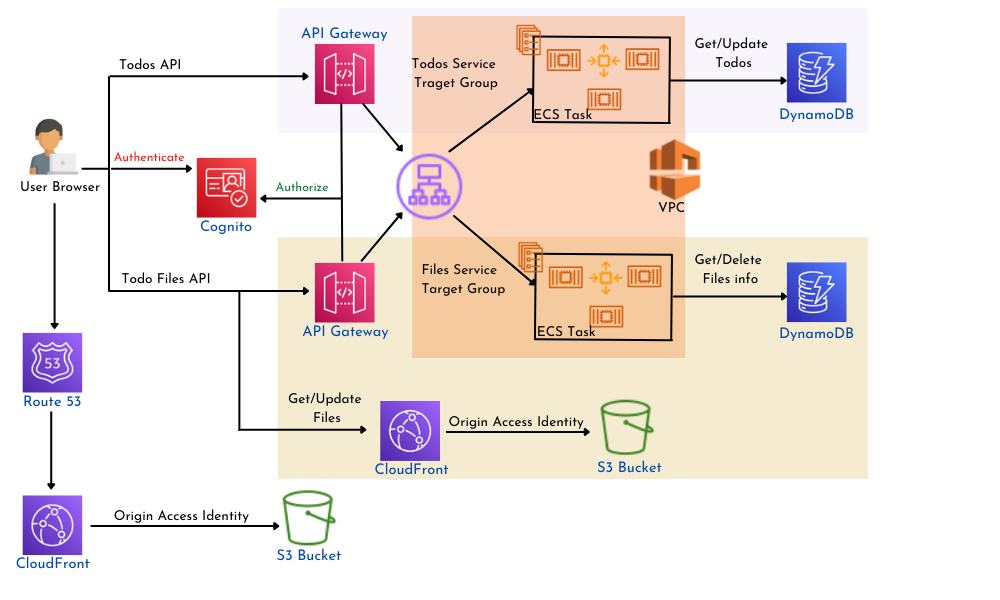 API Gateway
Todos API
Todos Service
Traget Group
ECS Task
Get/Update
Todos
DynamoDB
Authenticate
User Browser
Cognito
Authorize
VPC
Todo Files API
API Gateway
Files Service
Target Group
ECS Task
Get/Delete
Files info
DynamoDB
53
Route 53
Get/Update
Files
CloudFront
Origin Access Identity
S3 Bucket
CloudFront
Origin Access Identity
S3 Bucket